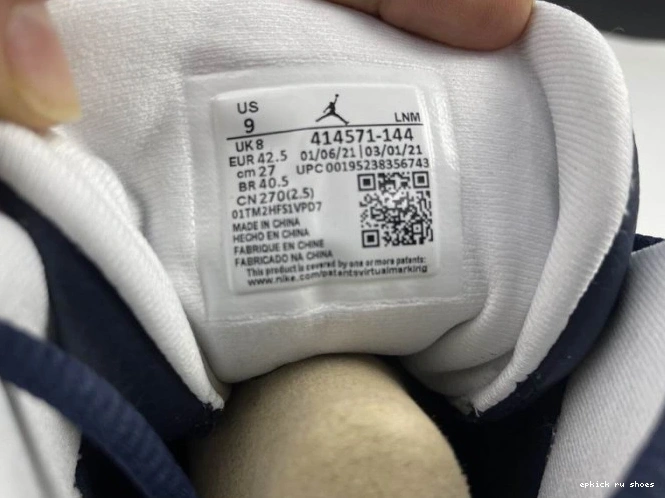 US
9
LNM
UK 8
414571-144
EUR 42.5
01/06/21 | 03/01/21
cm 27
UPC 00195238356743
BR 40.5
CN 270(2.5)
01TM2HFS1VPD7
MADE IN CHINA
HECHO EN CHINA
FABRIQUE EN CHINE
FABRICADO NA CHINA
This product is covered by one or more patents:
www.nike.com/patentsvirtualmarking
epkick ru shoes